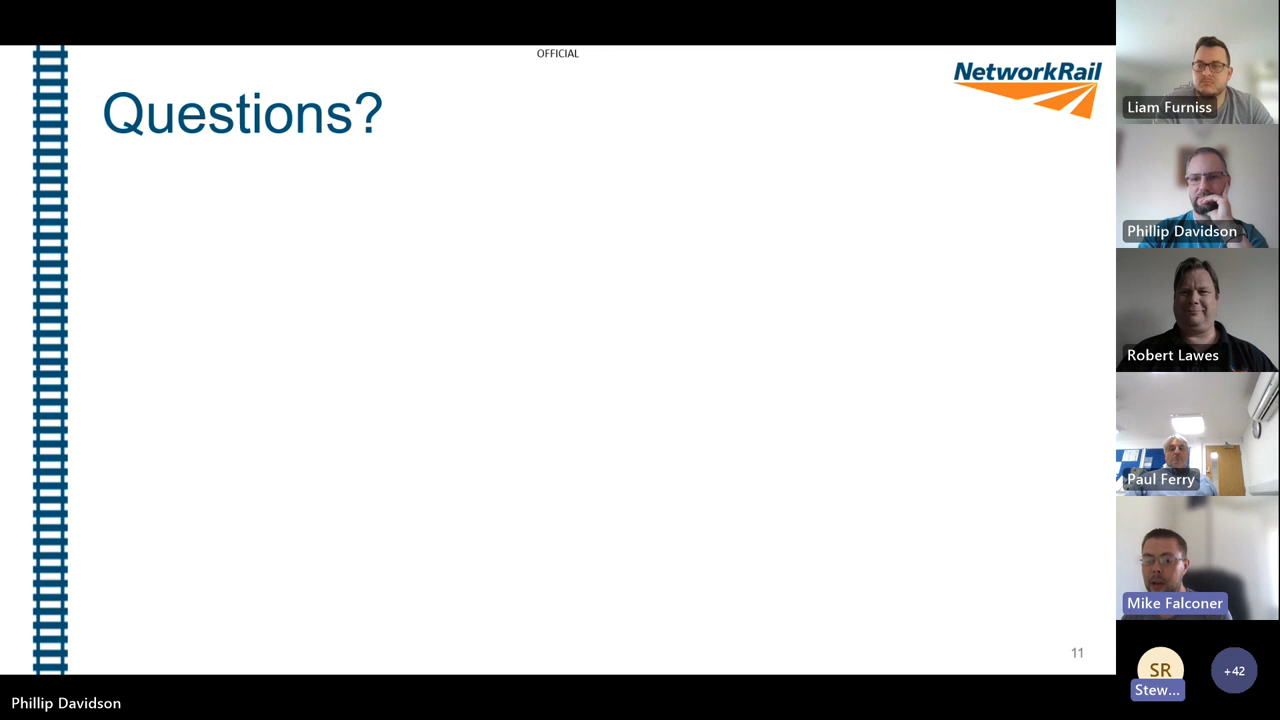 OFFICIAL
NetworkRail
Questions?
11
Phillip Davidson
Liam Furniss
Phillip Davidson
Robert Lawes
Paul Ferry
Mike Falconer
SR
Stew...
+42